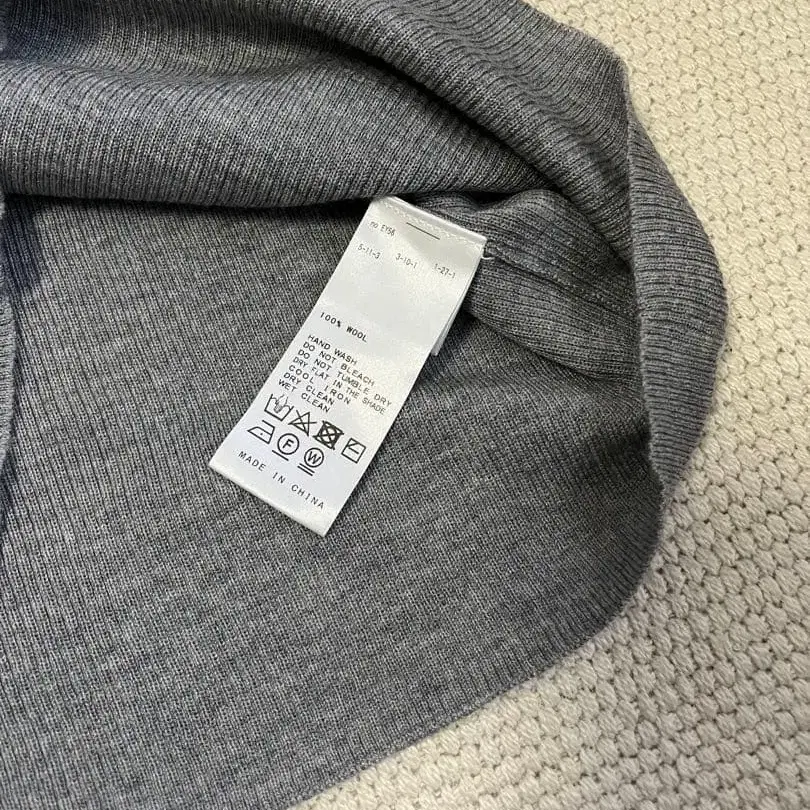 no EY56
5-11-3 3-10-1 1-27-1
100% WOOL
HAND WASH
DO NOT BLEACH
DO NOT TUMBLE DRY
DRY FLAT IN THE SHADE
COOL IRON
DRY CLEAN
WET CLEAN
F W
MADE IN CHINA